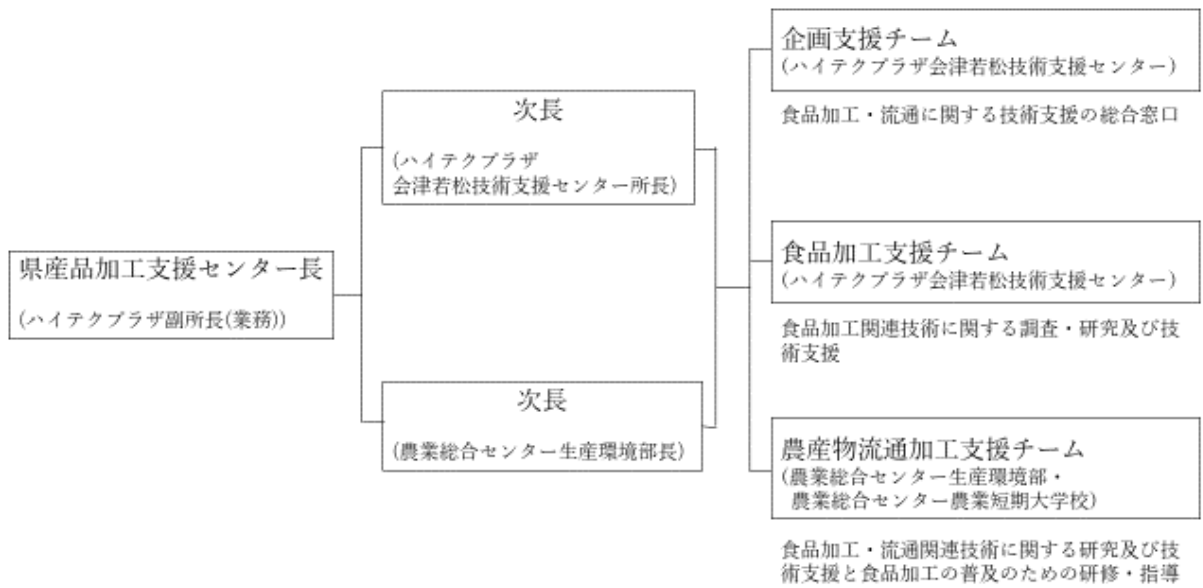 県産品加工支援センター長
(ハイテクプラザ副所長(業務))
次長
(ハイテクプラザ
会津若松技術支援センター所長)
次長
(農業総合センター生産環境部長)
企画支援チーム
(ハイテクプラザ会津若松技術支援センター)
食品加工・流通に関する技術支援の総合窓口
食品加工支援チーム
(ハイテクプラザ会津若松技術支援センター)
食品加工関連技術に関する調査・研究及び技
術支援
農産物流通加工支援チーム
(農業総合センター生産環境部・
農業総合センター農業短期大学校)
食品加工・流通関連技術に関する研究及び技
術支援と食品加工の普及のための研修・指導